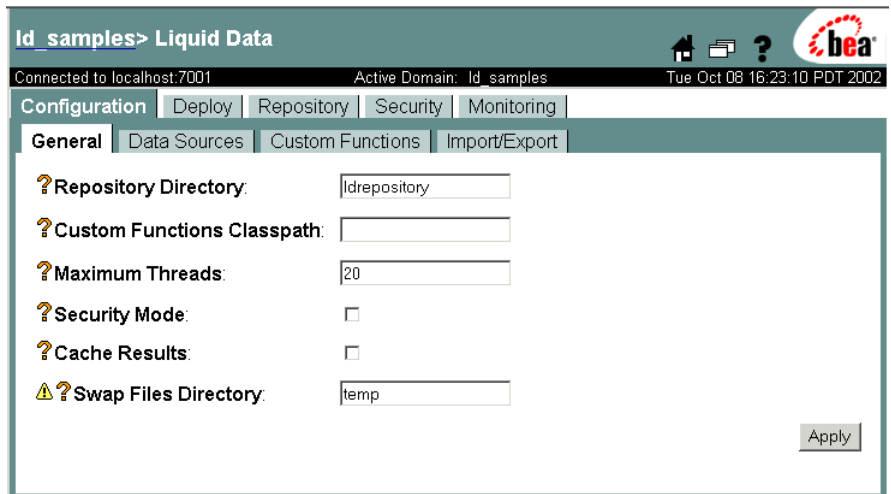 ld_samples> Liquid Data
bea
Connected to localhost:7001 Active Domain: ld_samples Tue Oct 08 16:23:10 PDT 2002
Configuration Deploy Repository Security Monitoring
General Data Sources Custom Functions Import/Export
?Repository Directory: ldrepository
?Custom Functions Classpath:
?Maximum Threads: 20
?Security Mode:
?Cache Results:
?Swap Files Directory: temp
Apply